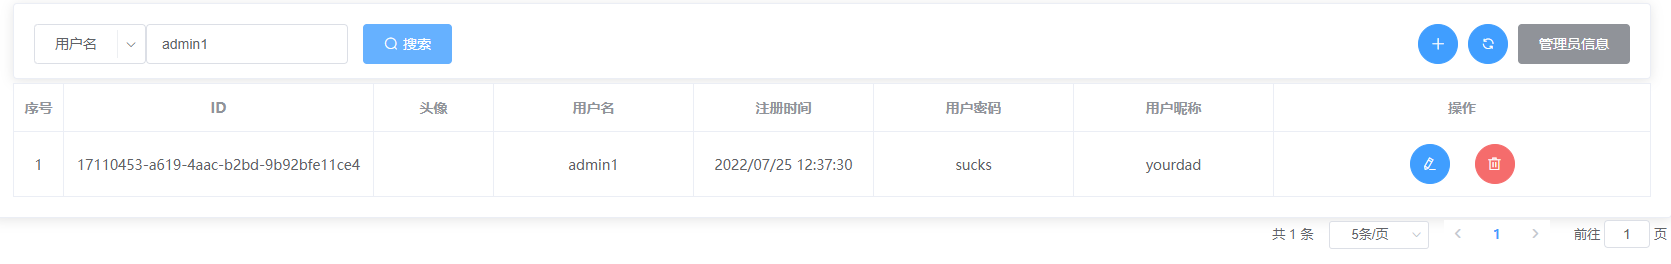 用户名 admin1 搜索 管理员信息
序号 ID 头像 用户名 注册时间 用户密码 用户昵称 操作
1 17110453-a619-4aac-b2bd-9b92bfe11ce4 admin1 2022/07/25 12:37:30 sucks yourdad
共 1 条 5条/页 1 前往 1 页